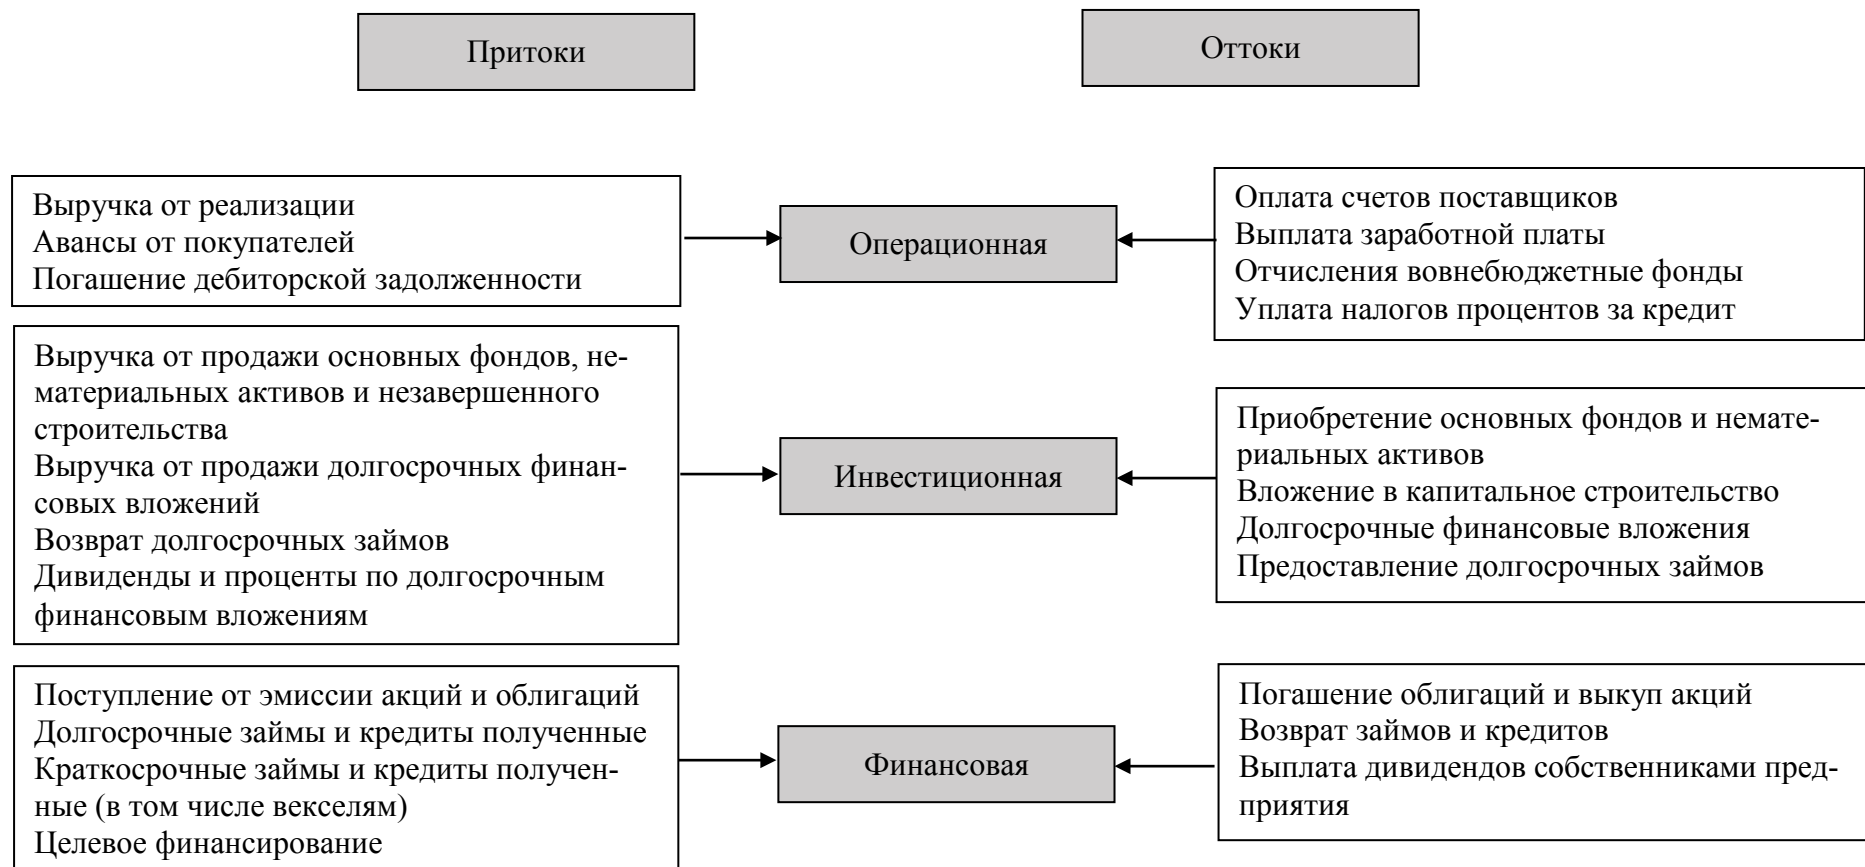 Притоки
Оттоки
Выручка от реализации
Авансы от покупателей
Погашение дебиторской задолженности
Операционная
Оплата счетов поставщиков
Выплата заработной платы
Отчисления вовнебюджетные фонды
Уплата налогов процентов за кредит
Выручка от продажи основных фондов, не-
материальных активов и незавершенного
строительства
Выручка от продажи долгосрочных финан-
совых вложений
Возврат долгосрочных займов
Дивиденды и проценты по долгосрочным
финансовым вложениям
Инвестиционная
Приобретение основных фондов и немате-
риальных активов
Вложение в капитальное строительство
Долгосрочные финансовые вложения
Предоставление долгосрочных займов
Поступление от эмиссии акций и облигаций
Долгосрочные займы и кредиты полученные
Краткосрочные займы и кредиты получен-
ные (в том числе векселям)
Целевое финансирование
Финансовая
Погашение облигаций и выкуп акций
Возврат займов и кредитов
Выплата дивидендов собственниками пред-
приятия